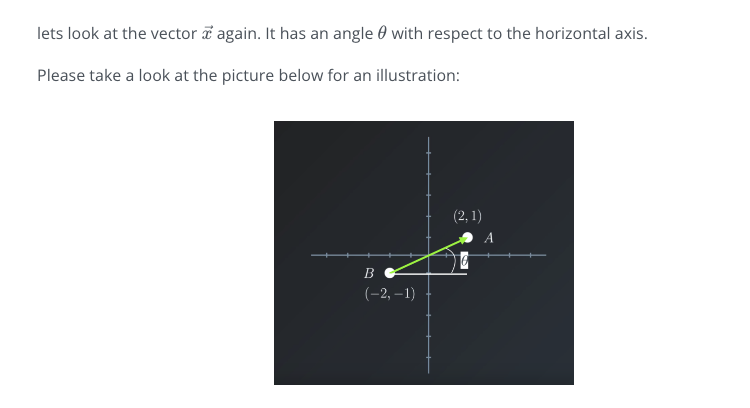 lets look at the vector x⃗ again. It has an angle θ with respect to the horizontal axis.
Please take a look at the picture below for an illustration:
(2, 1)
A
θ
B
(−2, −1)